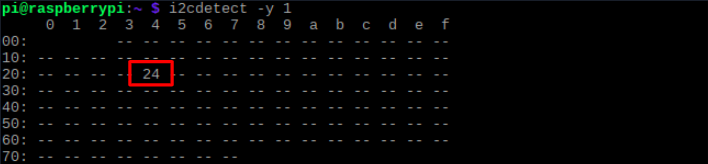 pi@raspberrypi:~ $ i2cdetect -y 1
     0  1  2  3  4  5  6  7  8  9  a  b  c  d  e  f
00:          -- -- -- -- -- -- -- -- -- -- -- -- --
10: -- -- -- -- -- -- -- -- -- -- -- -- -- -- -- --
20: -- -- -- -- 24 -- -- -- -- -- -- -- -- -- -- --
30: -- -- -- -- -- -- -- -- -- -- -- -- -- -- -- --
40: -- -- -- -- -- -- -- -- -- -- -- -- -- -- -- --
50: -- -- -- -- -- -- -- -- -- -- -- -- -- -- -- --
60: -- -- -- -- -- -- -- -- -- -- -- -- -- -- -- --
70: -- -- -- -- -- -- -- --